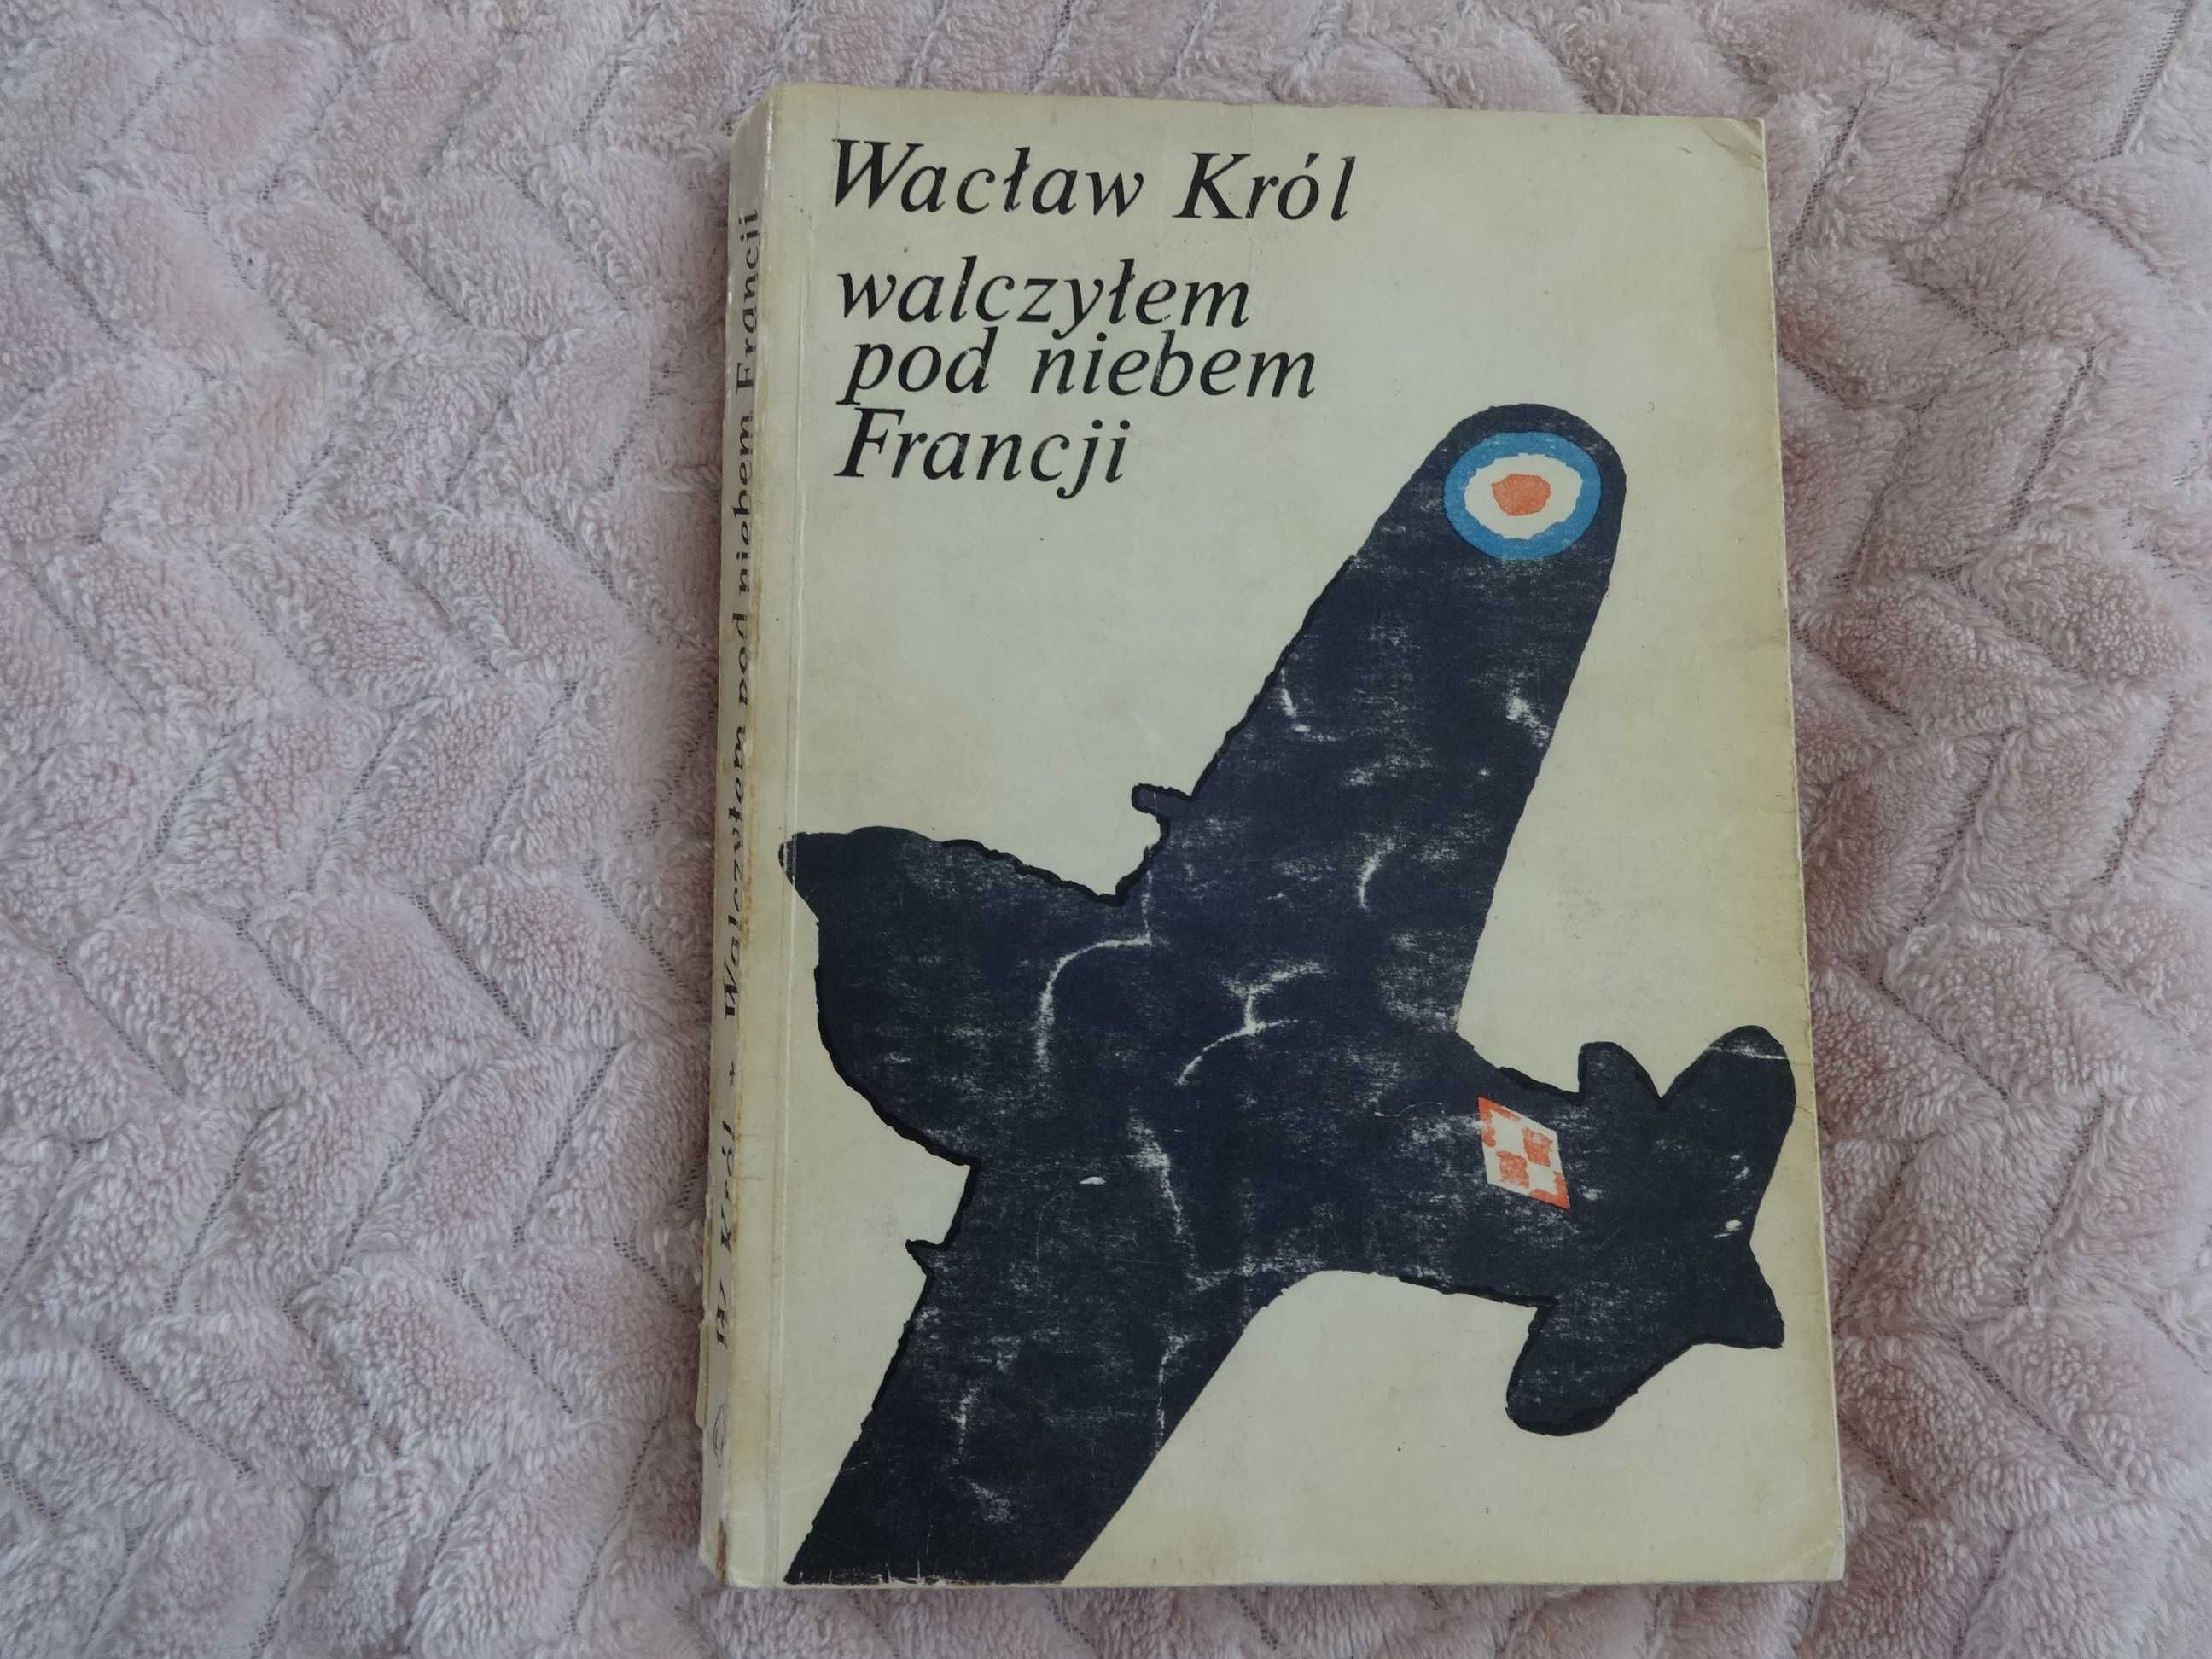 Wacław Król
walczyłem
pod niebem
Francji
W. Król * Walczyłem pod niebem Francji